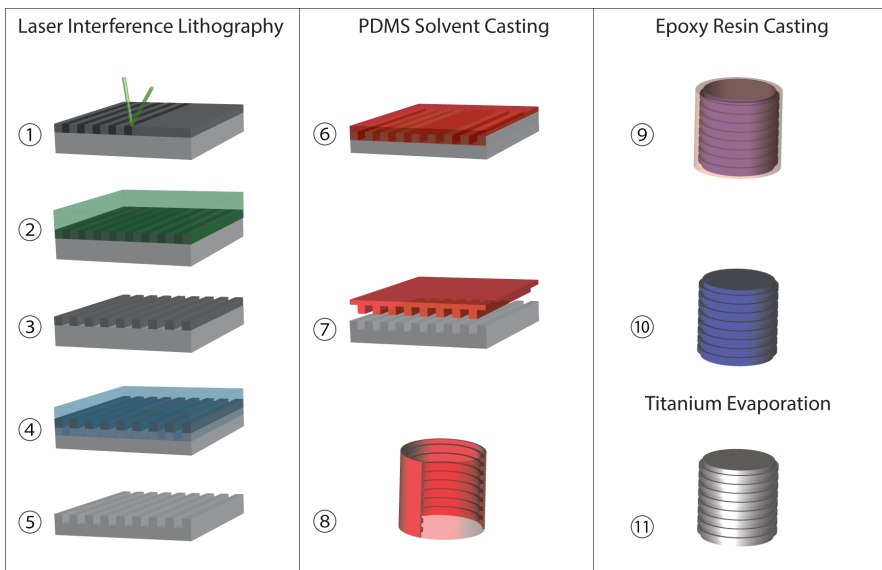 Laser Interference Lithography
1
2
3
4
5
PDMS Solvent Casting
6
7
8
Epoxy Resin Casting
9
10
Titanium Evaporation
11